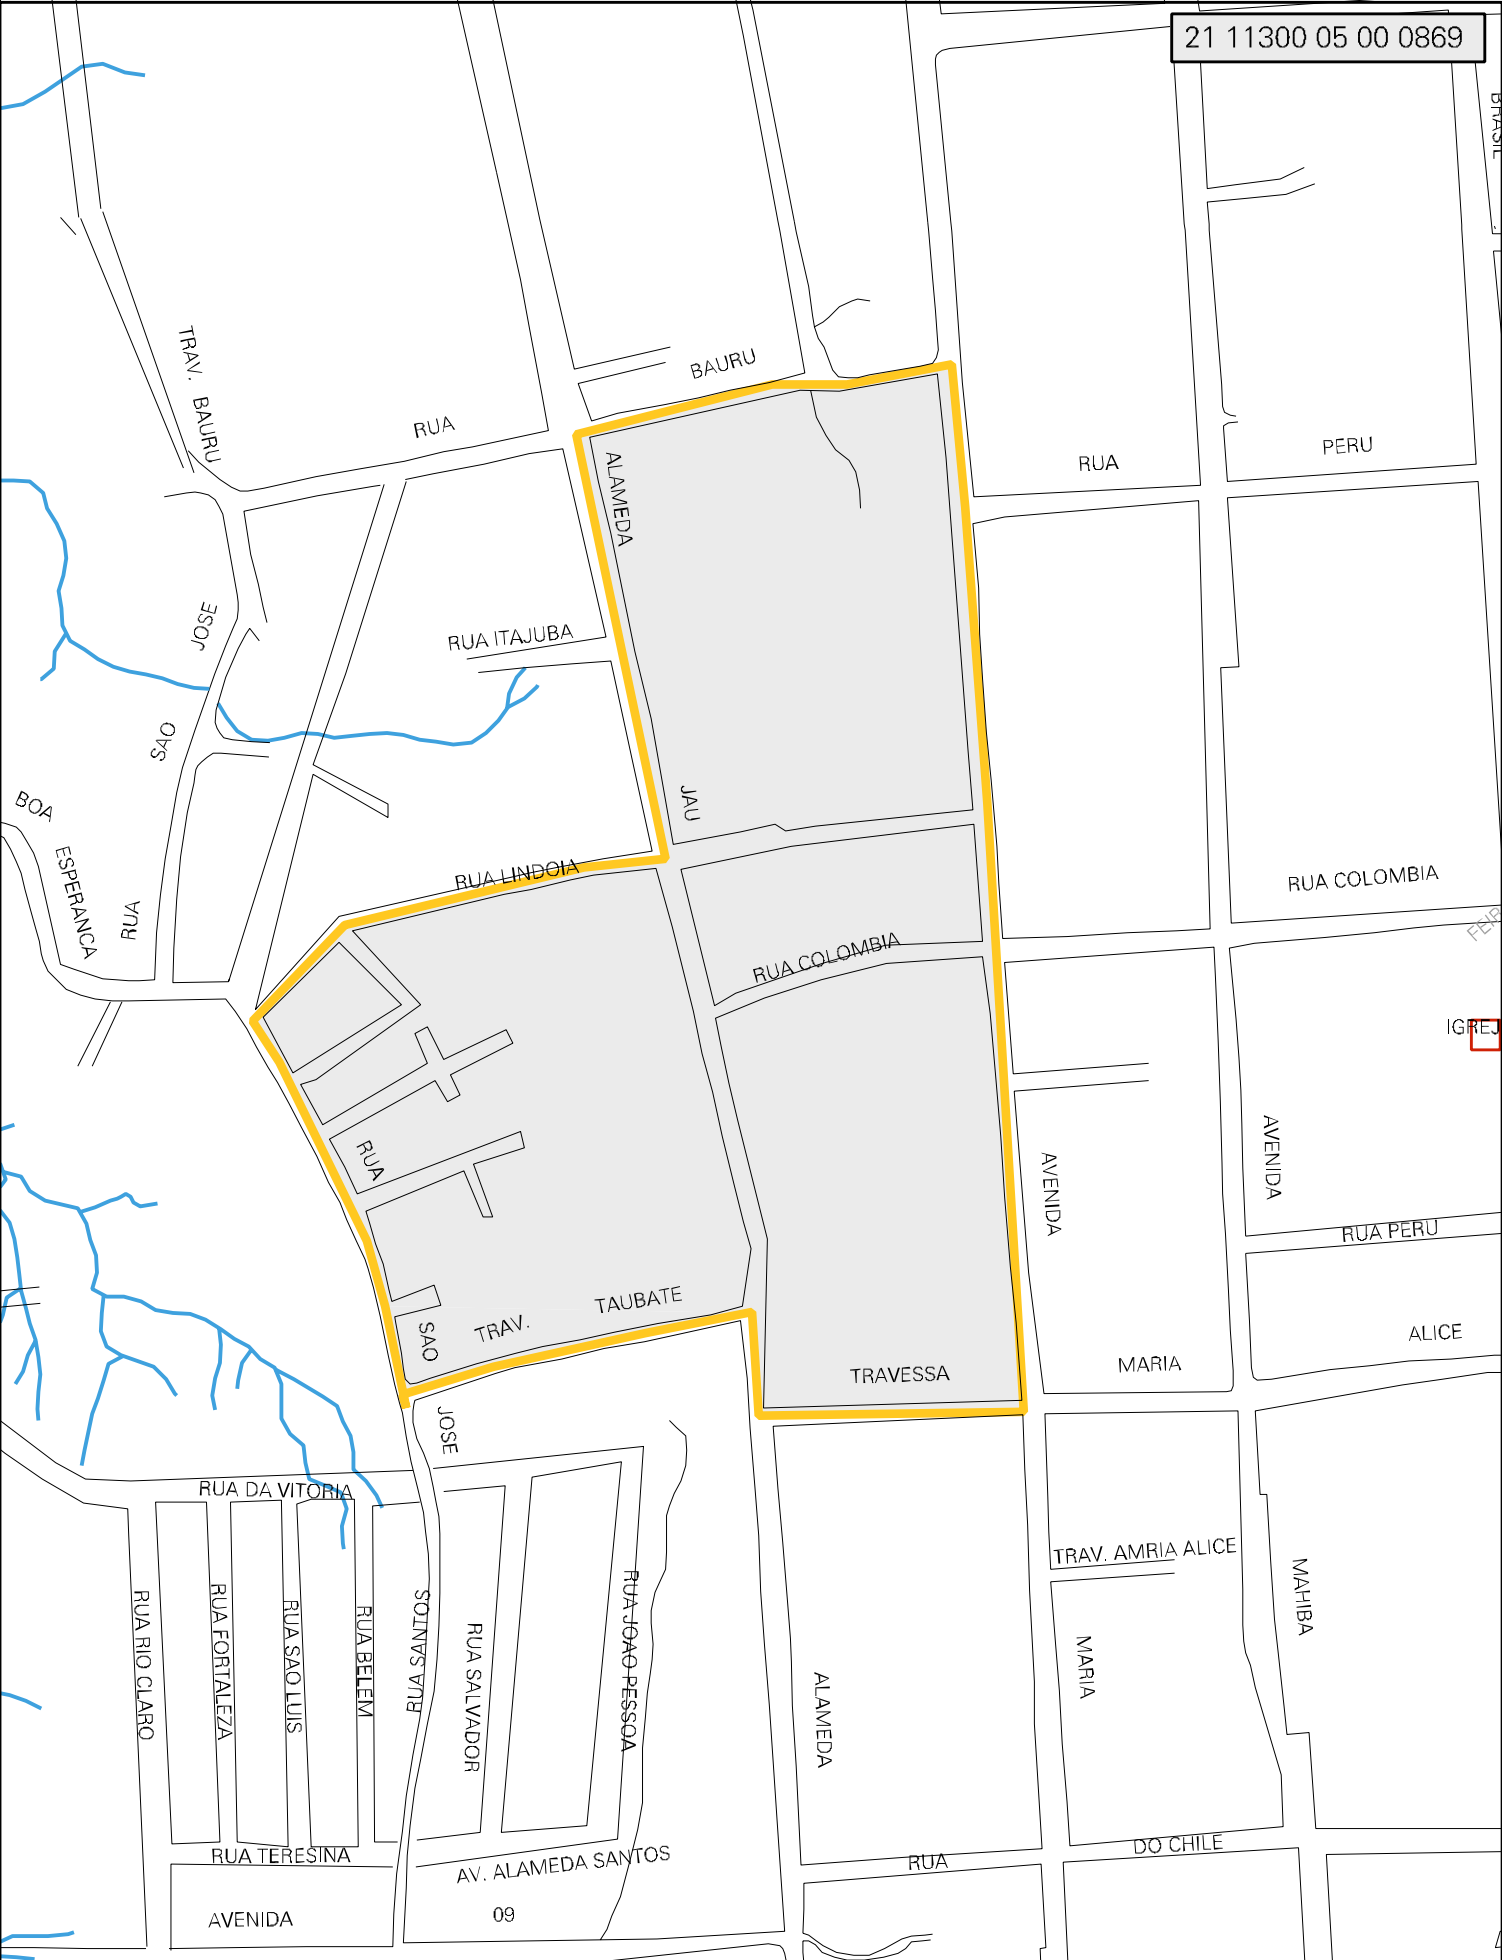 21 11300 05 00 0869
BRASIL
TRAV. BAURU
BAURU
RUA
ALAMEDA
RUA
PERU
JOSE
RUA ITAJUBA
SAO
JAU
BOA
ESPERANCA
RUA LINDOIA
RUA COLOMBIA
RUA
RUA COLOMBIA
FEIR
IGREJ
RUA
AVENIDA
AVENIDA
RUA PERU
TAUBATE
TRAV.
SAO
ALICE
MARIA
TRAVESSA
JOSE
RUA DA VITORIA
TRAV. AMRIA ALICE
MAHIBA
RUA RIO CLARO
RUA FORTALEZA
RUA SAO LUIS
RUA BELEM
RUA SANTOS
RUA SALVADOR
RUA JOAO PESSOA
MARIA
ALAMEDA
DO CHILE
RUA
RUA TERESINA
AV. ALAMEDA SANTOS
AVENIDA
09